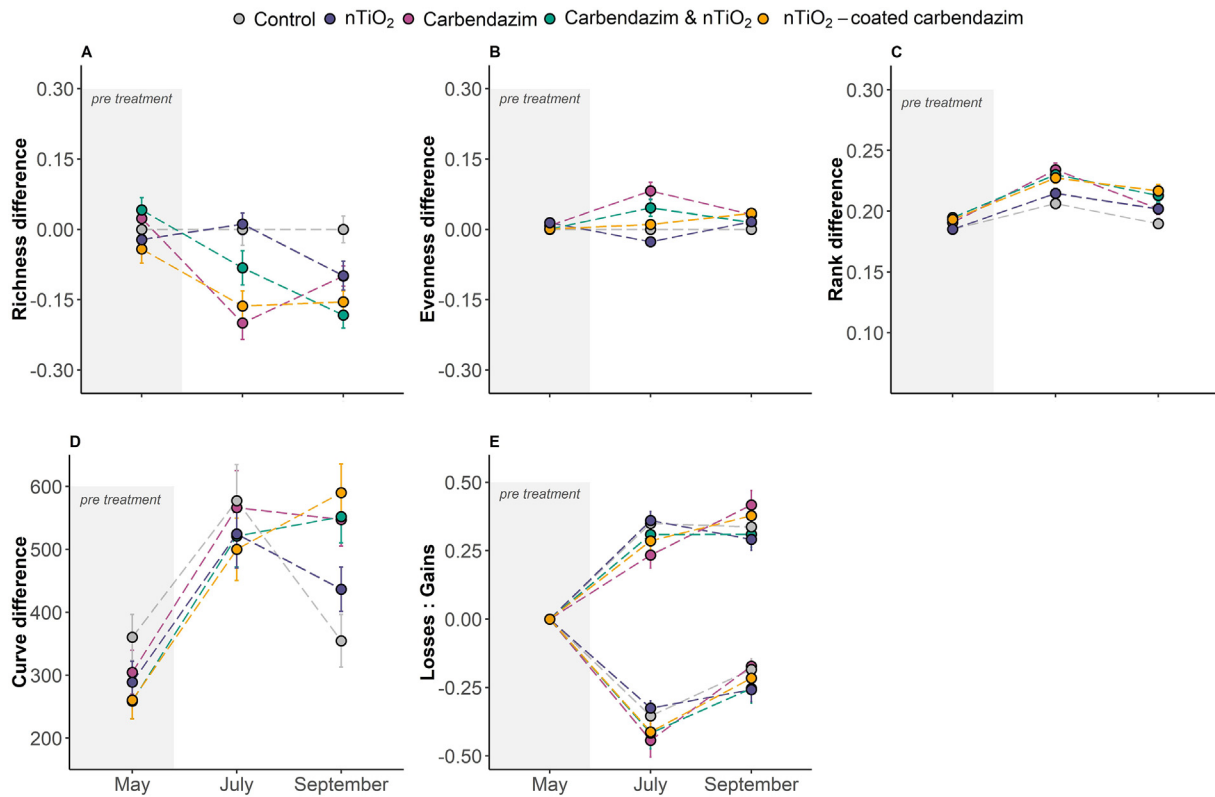 Control nTiO2 Carbendazim Carbendazim & nTiO2 nTiO2 –coated carbendazim
A
Richness difference
0.30
0.15
0.00
-0.15
-0.30
pre treatment
B
Evenness difference
0.30
0.15
0.00
-0.15
-0.30
pre treatment
C
Rank difference
0.30
0.25
0.20
0.15
0.10
pre treatment
D
Curve difference
600
500
400
300
200
pre treatment
May July September
E
Losses : Gains
0.50
0.25
0.00
-0.25
-0.50
pre treatment
May July September